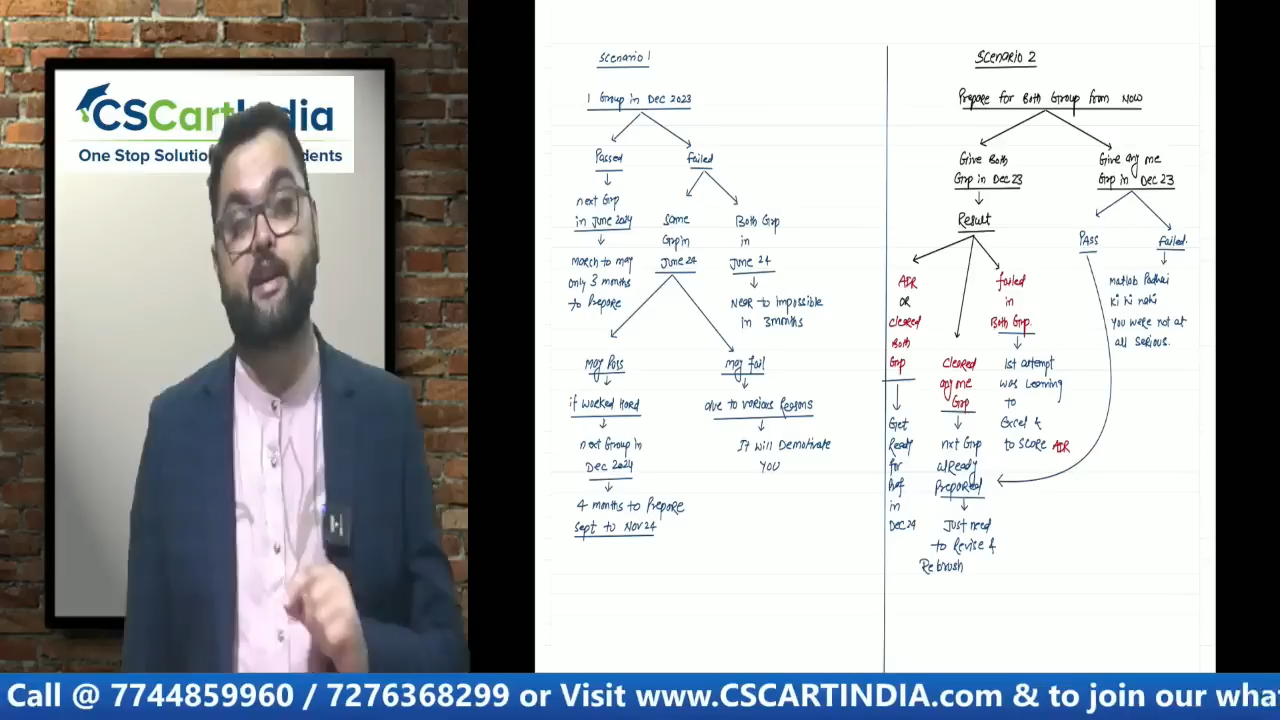 CSCartIndia
One Stop Solution
dents
Scenario 1
1 Group in Dec 2023
Passed
failed
next Grp
in June 2024
March to may
only 3 months
to Prepare
Same
Grp in
June 24
Both Grp
in
June 24
NEAR to impossible
in 3months
May Pass
if worked Hard
next Group in
Dec 2024
4 months to Prepare
Sept to Nov 24
May fail
due to various Reasons
It will Demotivate
you
Scenario 2
Prepare for Both Group from NOW
Give Both
Grp in Dec 23
Result
AIR
OR
cleared
Both
Grp
Get
Ready
for
Prof
in
Dec 24
cleared
any one
Grp
nxt Grp
already
Prepared
Just need
to Revise &
Rebrush
failed
in
Both Grp.
1st attempt
was Learning
to
Excel &
to score AIR
Give any one
Grp in Dec 23
PASS
failed.
Matlab Padhai
ki hi nahi
You were not at
all serious.
Call @ 7744859960 / 7276368299 or Visit www.CSCARTINDIA.com & to join our wha